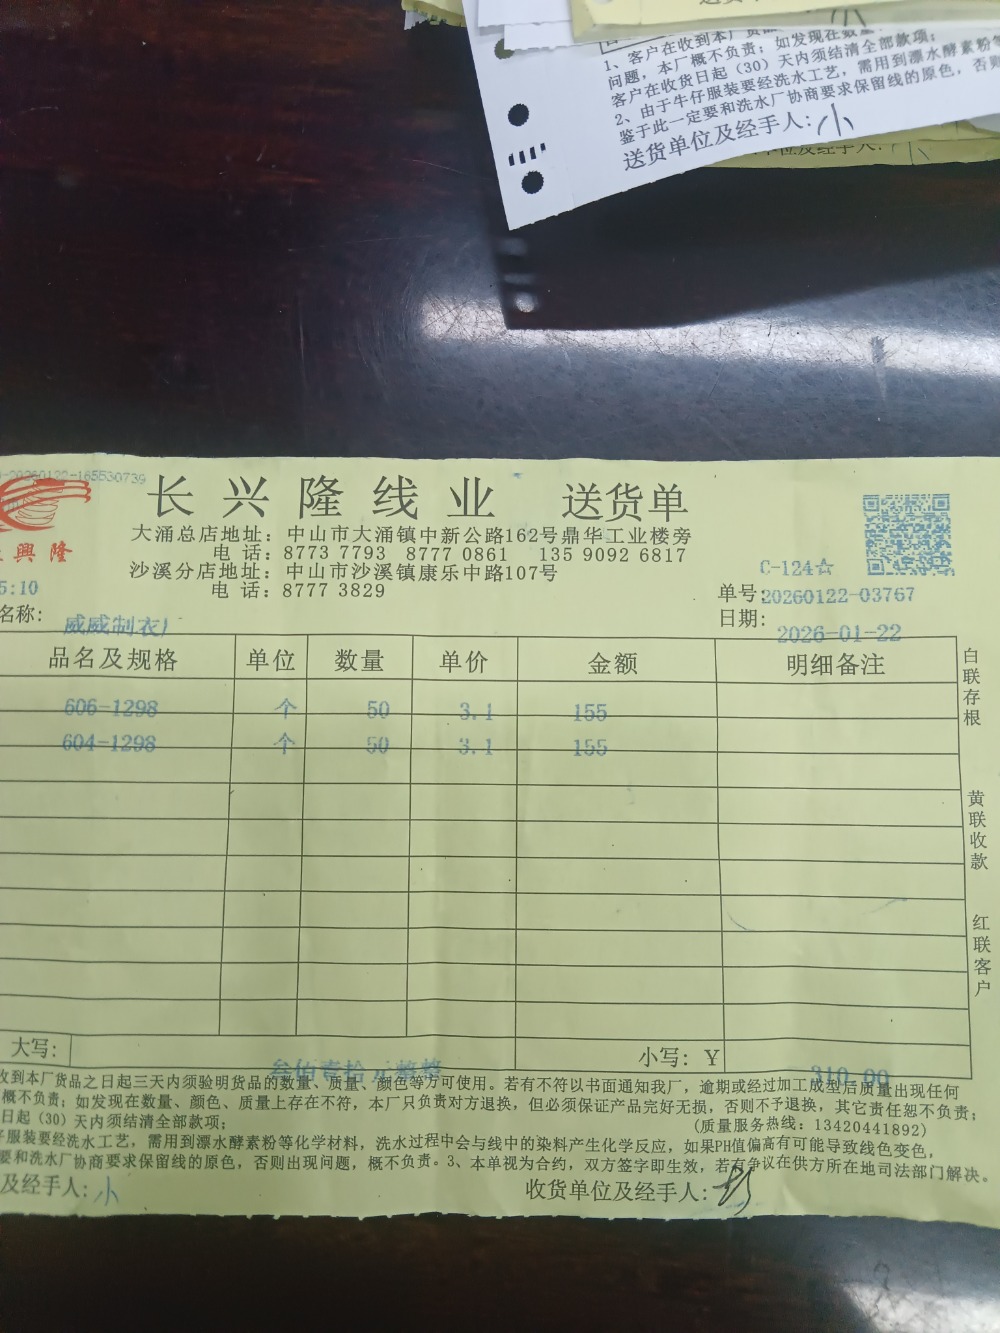 送货
1、客户在收到本厂货品
问题，本厂概不负责；如发现在数量
客户在收货日起（30）天内须结清全部款项；
2、由于牛仔服装要经洗水工艺，需用到漂水酵素粉等
鉴于此一定要和洗水厂协商要求保留线的原色，否则
送货单位及经手人：小
单位及经手人：小
-20260122-165530739
長興隆
长兴隆线业 送货单
大涌总店地址：中山市大涌镇中新公路162号鼎华工业楼旁
电 话：8773 7793 8777 0861 135 9092 6817
沙溪分店地址：中山市沙溪镇康乐中路107号
电 话：8777 3829
C-124☆
5:10
单号：20260122-03767
名称：威威制衣厂
日期：2026-01-22
品名及规格 单位 数量 单价 金额 明细备注
606-1298 个 50 3.1 155
604-1298 个 50 3.1 155
白联存根
黄联收款
红联客户
大写：叁佰壹拾元整整 小写：Y 310.00
收到本厂货品之日起三天内须验明货品的数量、质量、颜色等方可使用。若有不符以书面通知我厂，逾期或经过加工成型后质量出现任何
概不负责；如发现在数量、颜色、质量上存在不符，本厂只负责对方退换，但必须保证产品完好无损，否则不予退换，其它责任恕不负责；
日起（30）天内须结清全部款项； （质量服务热线：13420441892）
服装要经洗水工艺，需用到漂水酵素粉等化学材料，洗水过程中会与线中的染料产生化学反应，如果PH值偏高有可能导致线色变色，
要和洗水厂协商要求保留线的原色，否则出现问题，概不负责。3、本单视为合约，双方签字即生效，若有争议在供方所在地司法部门解决。
及经手人：小 收货单位及经手人：